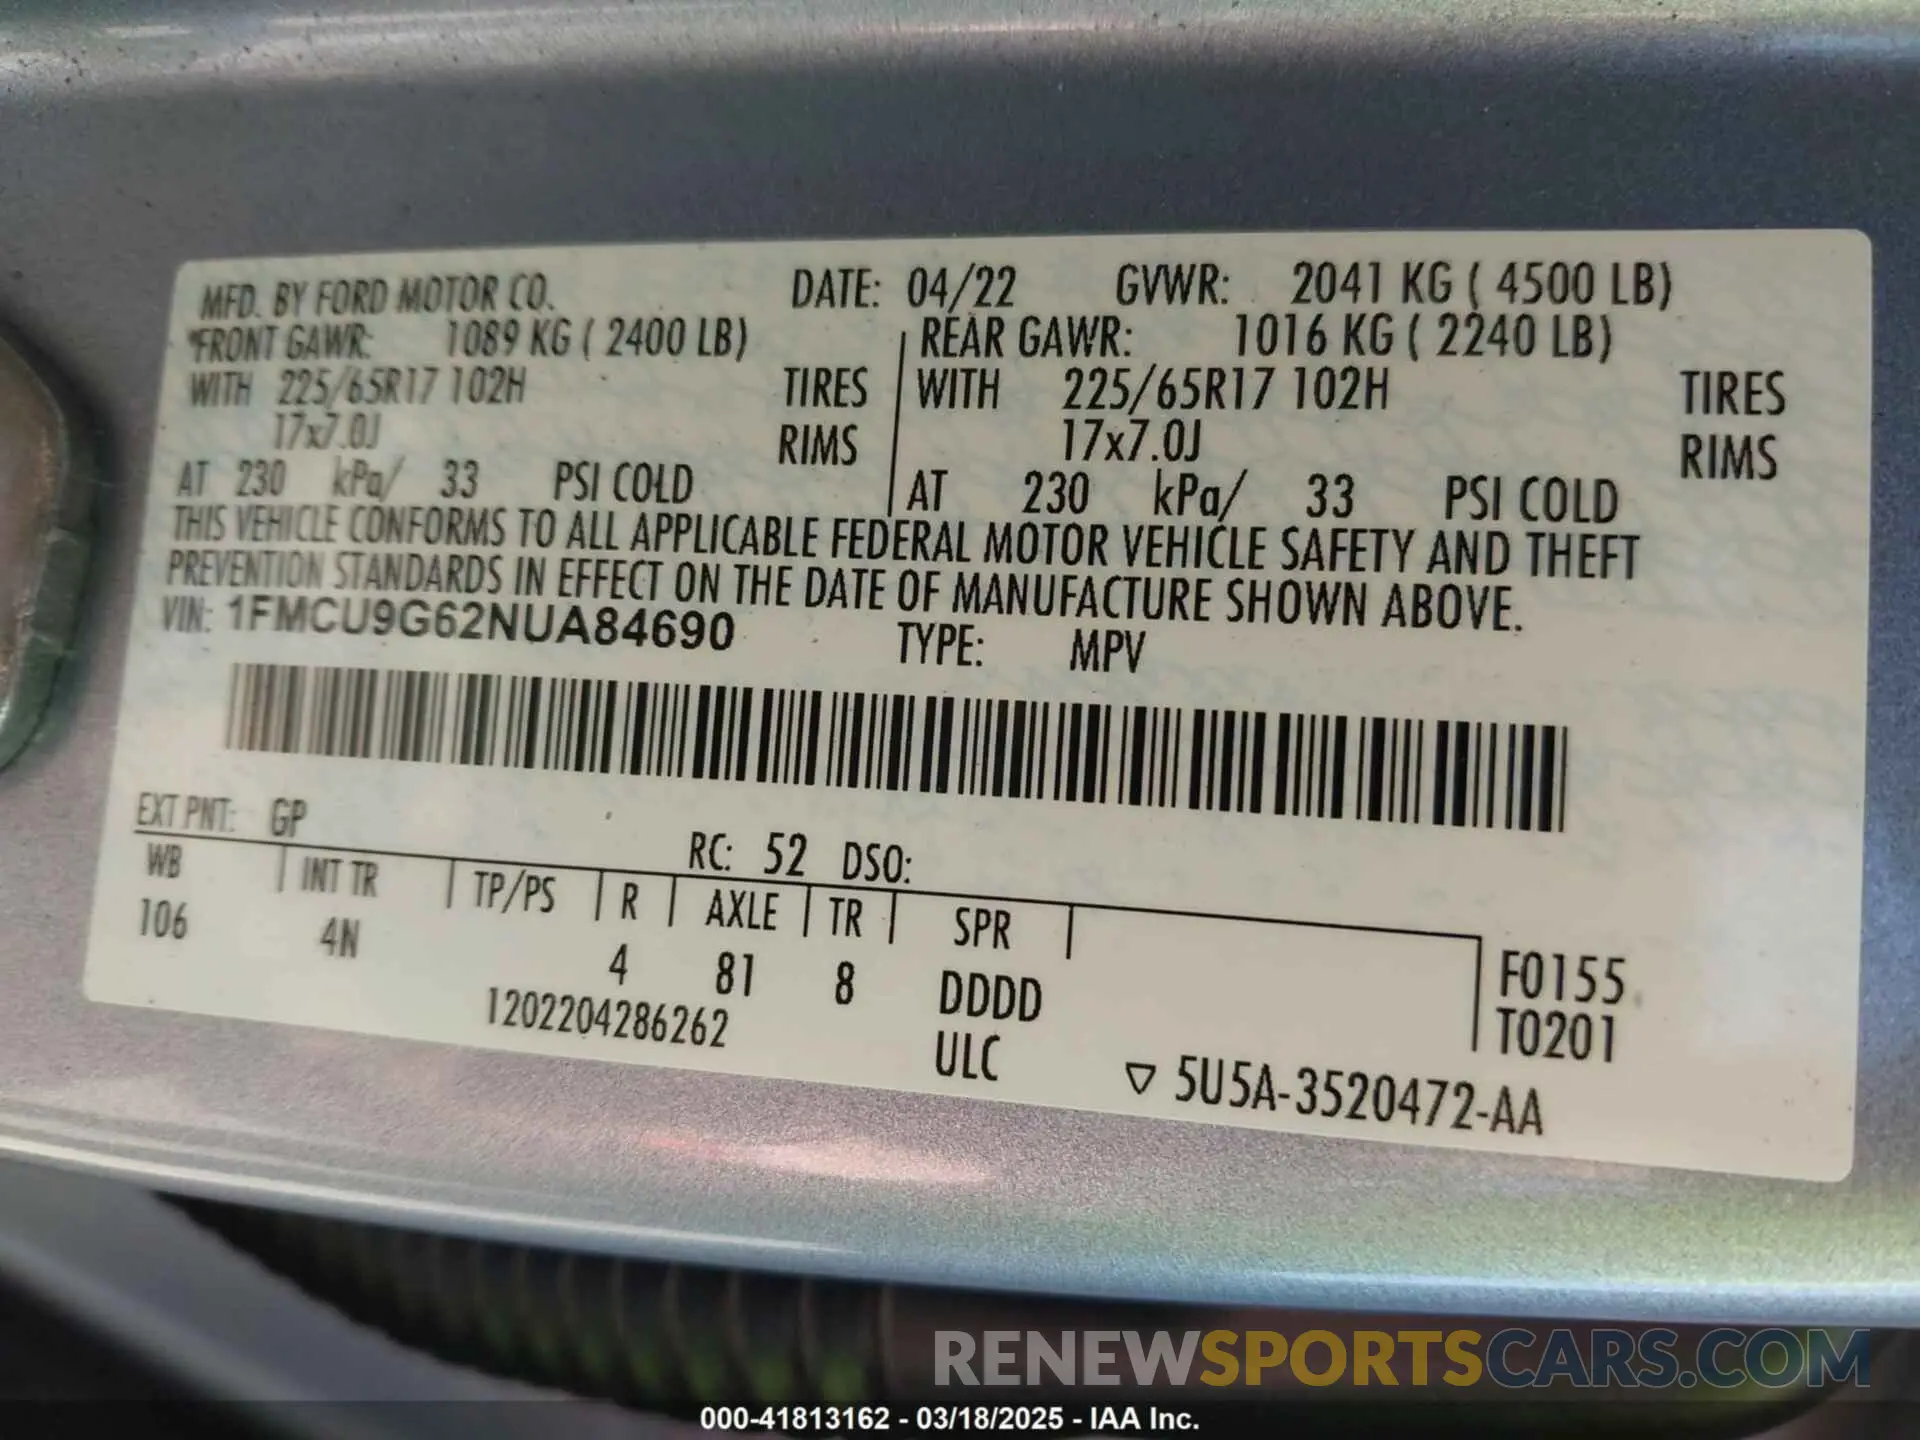 MFD. BY FORD MOTOR CO. DATE: 04/22 GVWR: 2041 KG ( 4500 LB)
*FRONT GAWR: 1089 KG ( 2400 LB) REAR GAWR: 1016 KG ( 2240 LB)
WITH 225/65R17 102H TIRES WITH 225/65R17 102H TIRES
17x7.0J RIMS 17x7.0J RIMS
AT 230 kPa/ 33 PSI COLD AT 230 kPa/ 33 PSI COLD
THIS VEHICLE CONFORMS TO ALL APPLICABLE FEDERAL MOTOR VEHICLE SAFETY AND THEFT
PREVENTION STANDARDS IN EFFECT ON THE DATE OF MANUFACTURE SHOWN ABOVE.
VIN: 1FMCU9G62NUA84690 TYPE: MPV
EXT PNT: GP RC: 52 DSO:
WB INT TR TP/PS R AXLE TR SPR
106 4N 4 81 8 DDDD F0155
1202204286262 ULC T0201
▽ 5U5A-3520472-AA
RENEWSPORTSCARS.COM
000-41813162 - 03/18/2025 - IAA Inc.